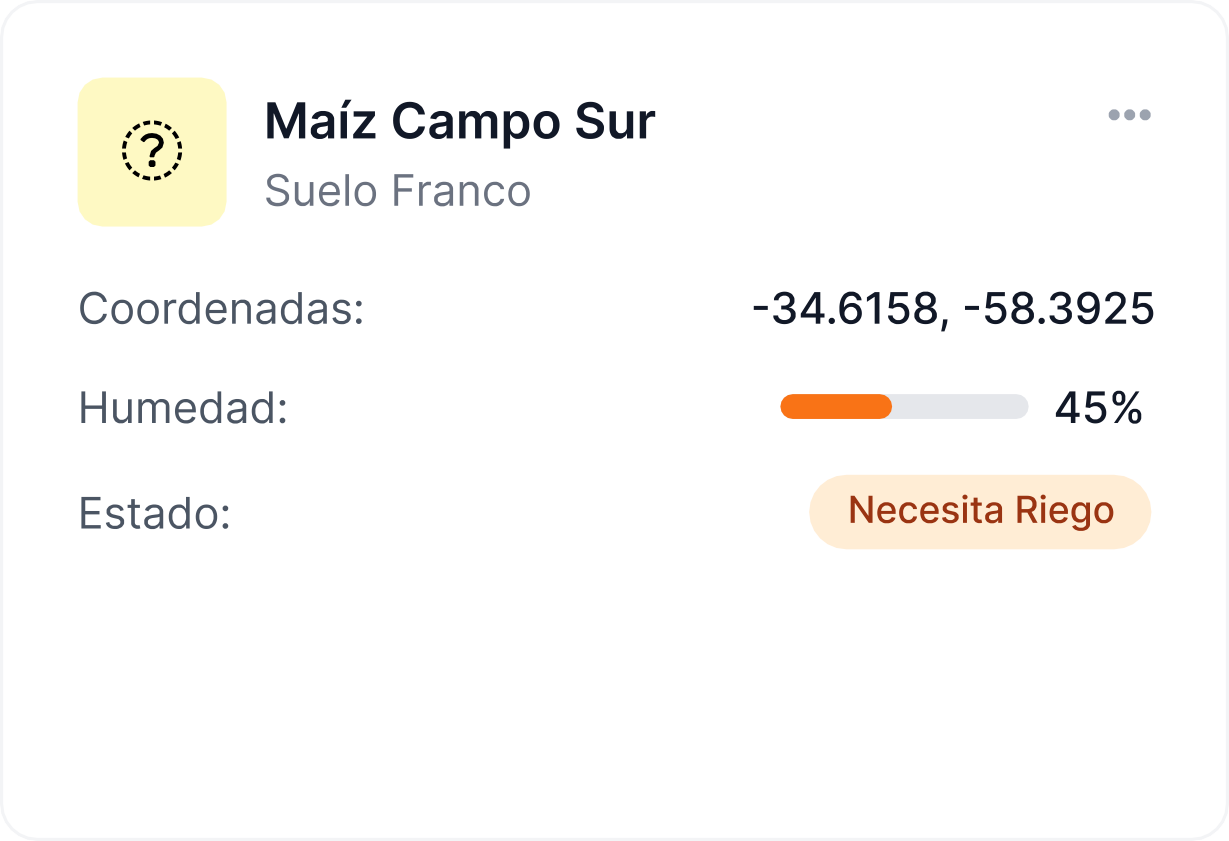 Maíz Campo Sur
Suelo Franco
Coordenadas: -34.6158, -58.3925
Humedad: 45%
Estado: Necesita Riego